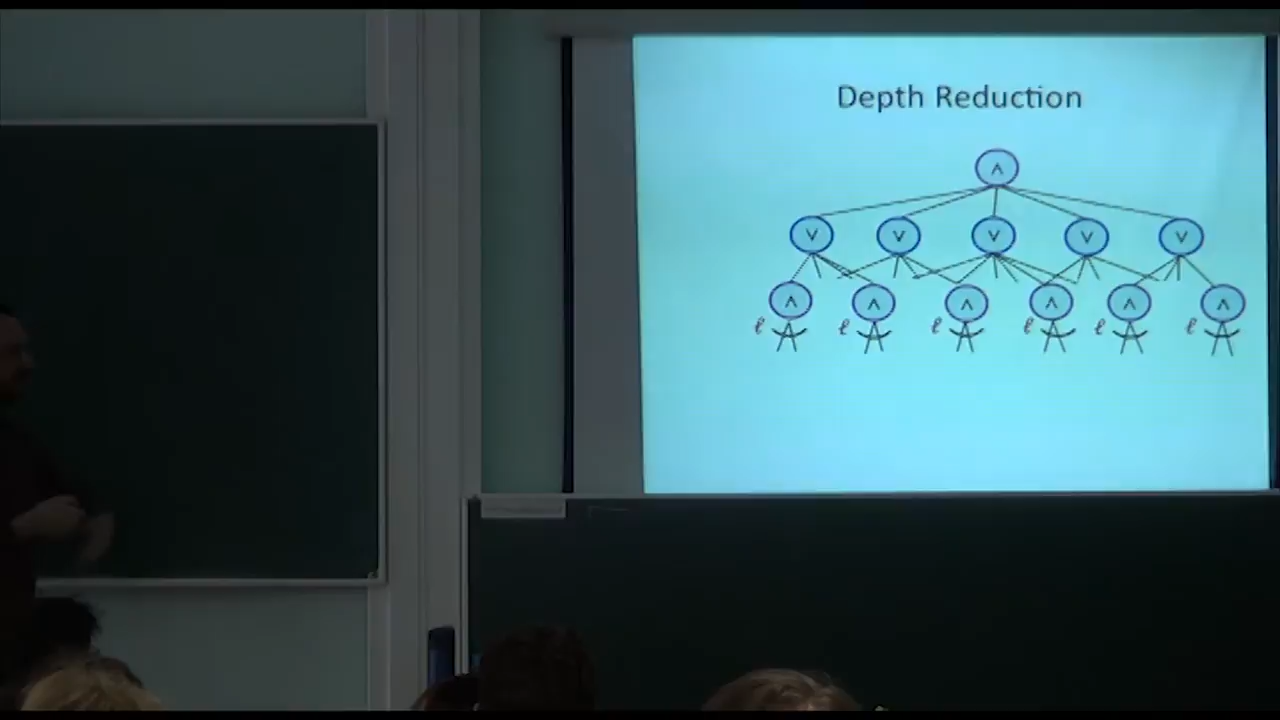 Depth Reduction
∧
∨ ∨ ∨ ∨ ∨
∧ ∧ ∧ ∧ ∧ ∧
ℓ ℓ ℓ ℓ ℓ ℓ